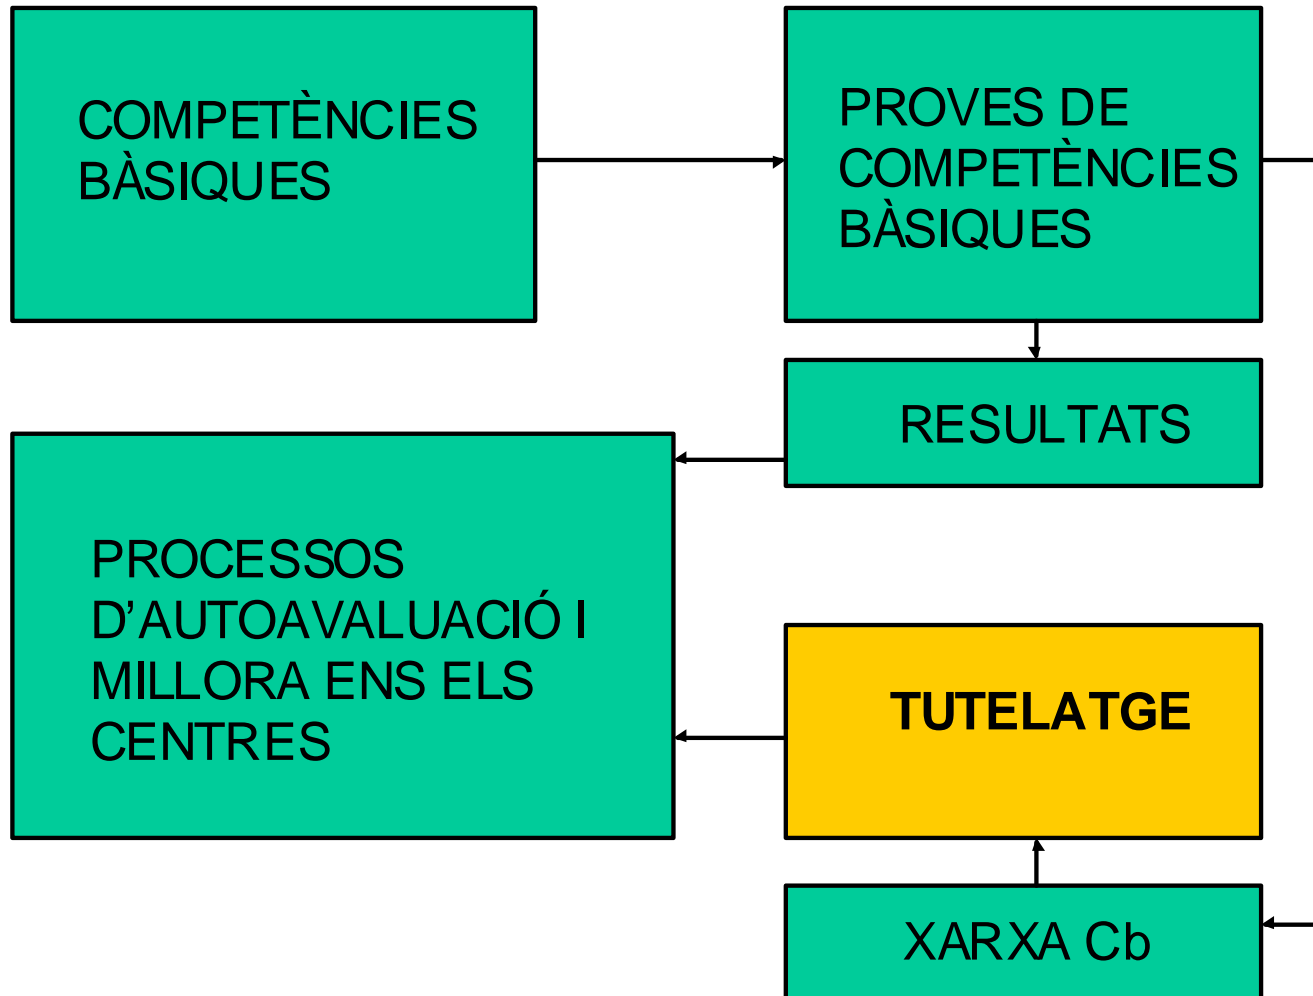 COMPETÈNCIES
BÀSIQUES
PROVES DE
COMPETÈNCIES
BÀSIQUES
RESULTATS
PROCESSOS
D'AUTOAVALUACIÓ I
MILLORA ENS ELS
CENTRES
TUTELATGE
XARXA Cb